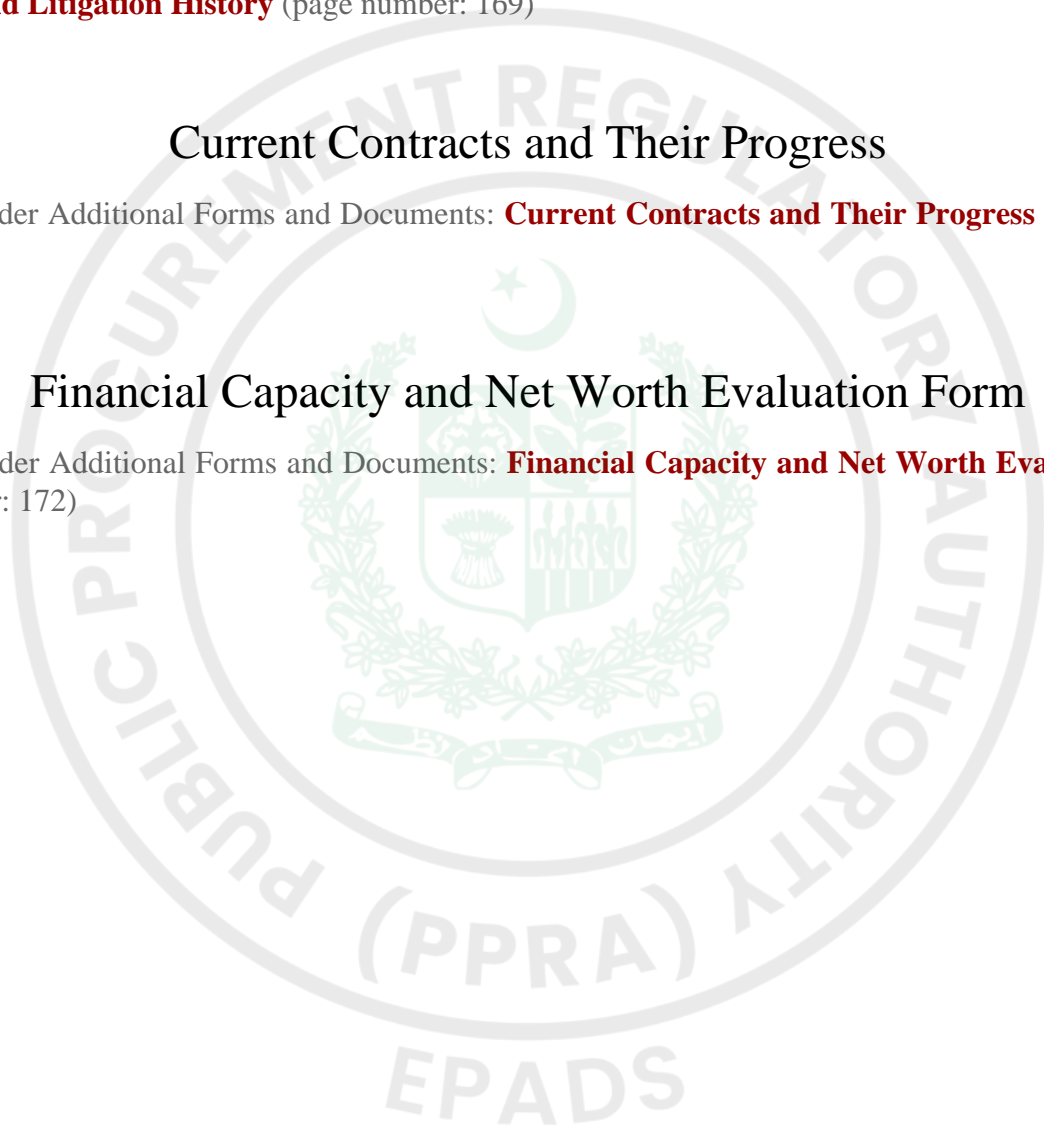 d Litigation History (page number: 169)
Current Contracts and Their Progress
der Additional Forms and Documents: Current Contracts and Their Progress
Financial Capacity and Net Worth Evaluation Form
der Additional Forms and Documents: Financial Capacity and Net Worth Eva
: 172)
PUBLIC PROCUREMENT REGULATORY AUTHORITY
(PPRA)
EPADS